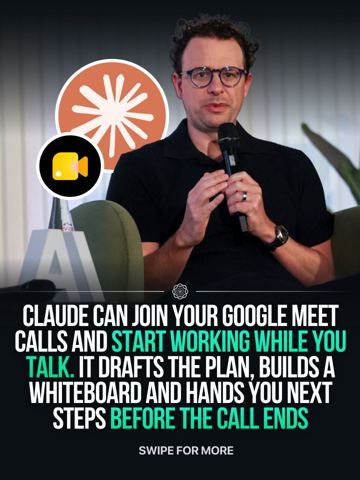 AI
CLAUDE CAN JOIN YOUR GOOGLE MEET
CALLS AND START WORKING WHILE YOU
TALK. IT DRAFTS THE PLAN, BUILDS A
WHITEBOARD AND HANDS YOU NEXT
STEPS BEFORE THE CALL ENDS
SWIPE FOR MORE